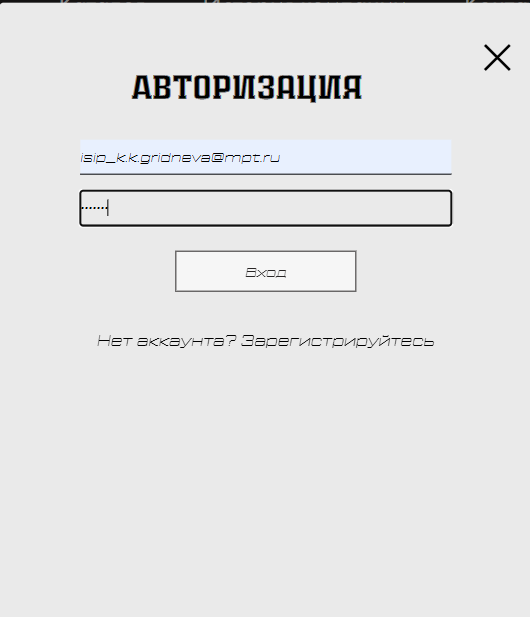 АВТОРИЗАЦИЯ
isip_k.k.gridneva@mpt.ru
•••••••
Вход
Нет аккаунта? Зарегистрируйтесь